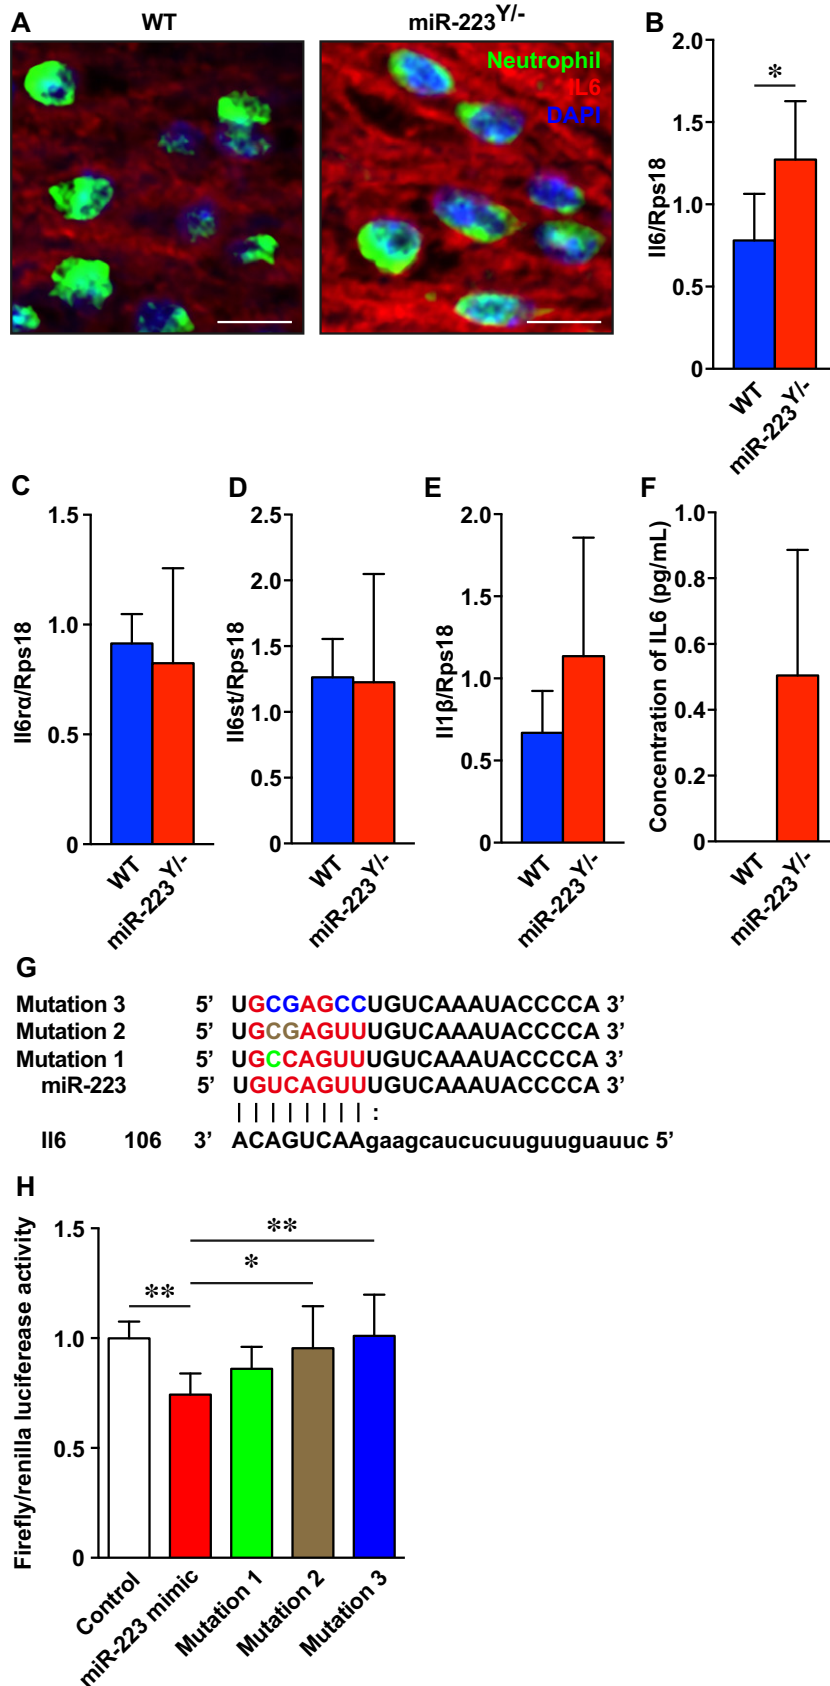 A
WT
miR-223Y/-
Neutrophil
IL6
DAPI
B
Il6/Rps18
2.0
1.5
1.0
0.5
0
*
WT
miR-223Y/-
C
Il6rα/Rps18
1.5
1.0
0.5
0
WT
miR-223Y/-
D
Il6st/Rps18
2.5
2.0
1.5
1.0
0.5
0
WT
miR-223Y/-
E
Il1β/Rps18
2.0
1.5
1.0
0.5
0
WT
miR-223Y/-
F
Concentration of IL6 (pg/mL)
1.0
0.8
0.6
0.4
0.2
0
WT
miR-223Y/-
G
Mutation 3 5’ UGCGAGCCUGUCAAAUACCCCA 3’
Mutation 2 5’ UGCGAGUUUGUCAAAUACCCCA 3’
Mutation 1 5’ UGCCAGUUUGUCAAAUACCCCA 3’
miR-223 5’ UGUCAGUUUGUCAAAUACCCCA 3’
| | | | | | | | :
Il6 106 3’ ACAGUCAAgaagcaucucuuguuguauuc 5’
H
Firefly/renilla luciferease activity
1.5
1.0
0.5
0
**
*
**
Control
miR-223 mimic
Mutation 1
Mutation 2
Mutation 3